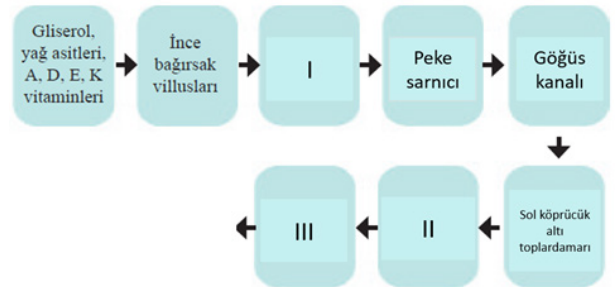 Gliserol,
yağ asitleri,
A, D, E, K
vitaminleri
İnce
bağırsak
villusları
I
Peke
sarnıcı
Göğüs
kanalı
Sol köprücük
altı
toplardamarı
II
III